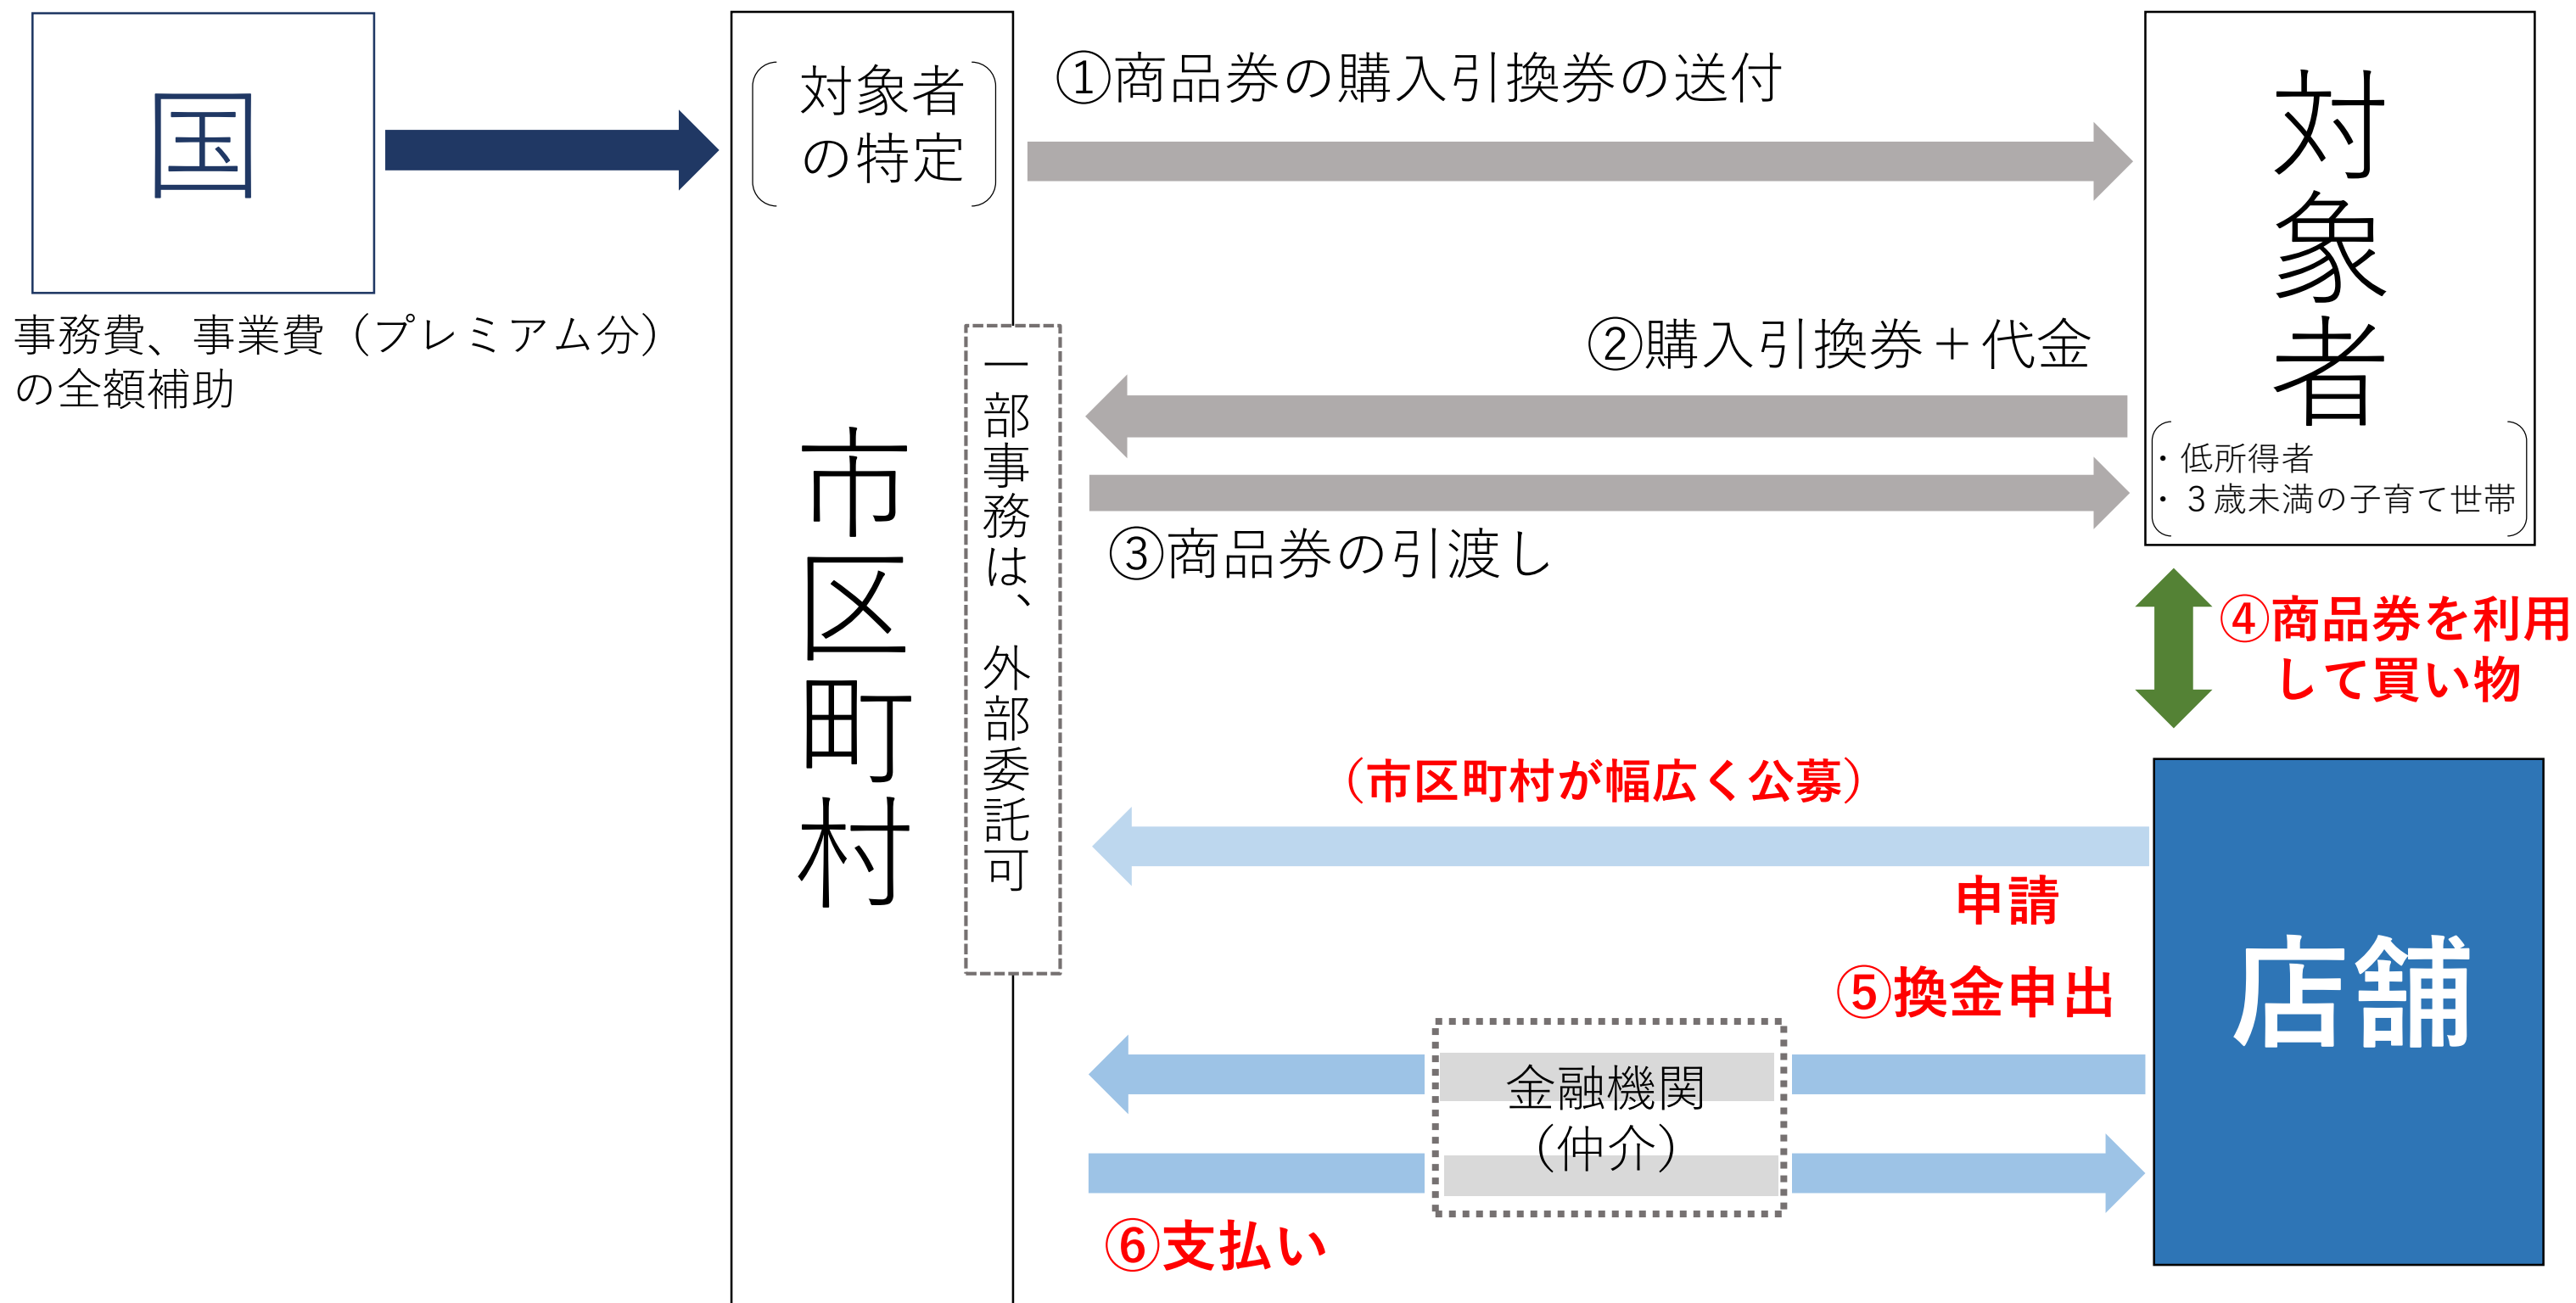 国
事務費、事業費（プレミアム分）
の全額補助
対象者
の特定
市区町村
一部事務は、外部委託可
①商品券の購入引換券の送付
②購入引換券＋代金
③商品券の引渡し
対象者
・低所得者
・３歳未満の子育て世帯
④商品券を利用
して買い物
（市区町村が幅広く公募）
申請
⑤換金申出
金融機関
（仲介）
⑥支払い
店舗